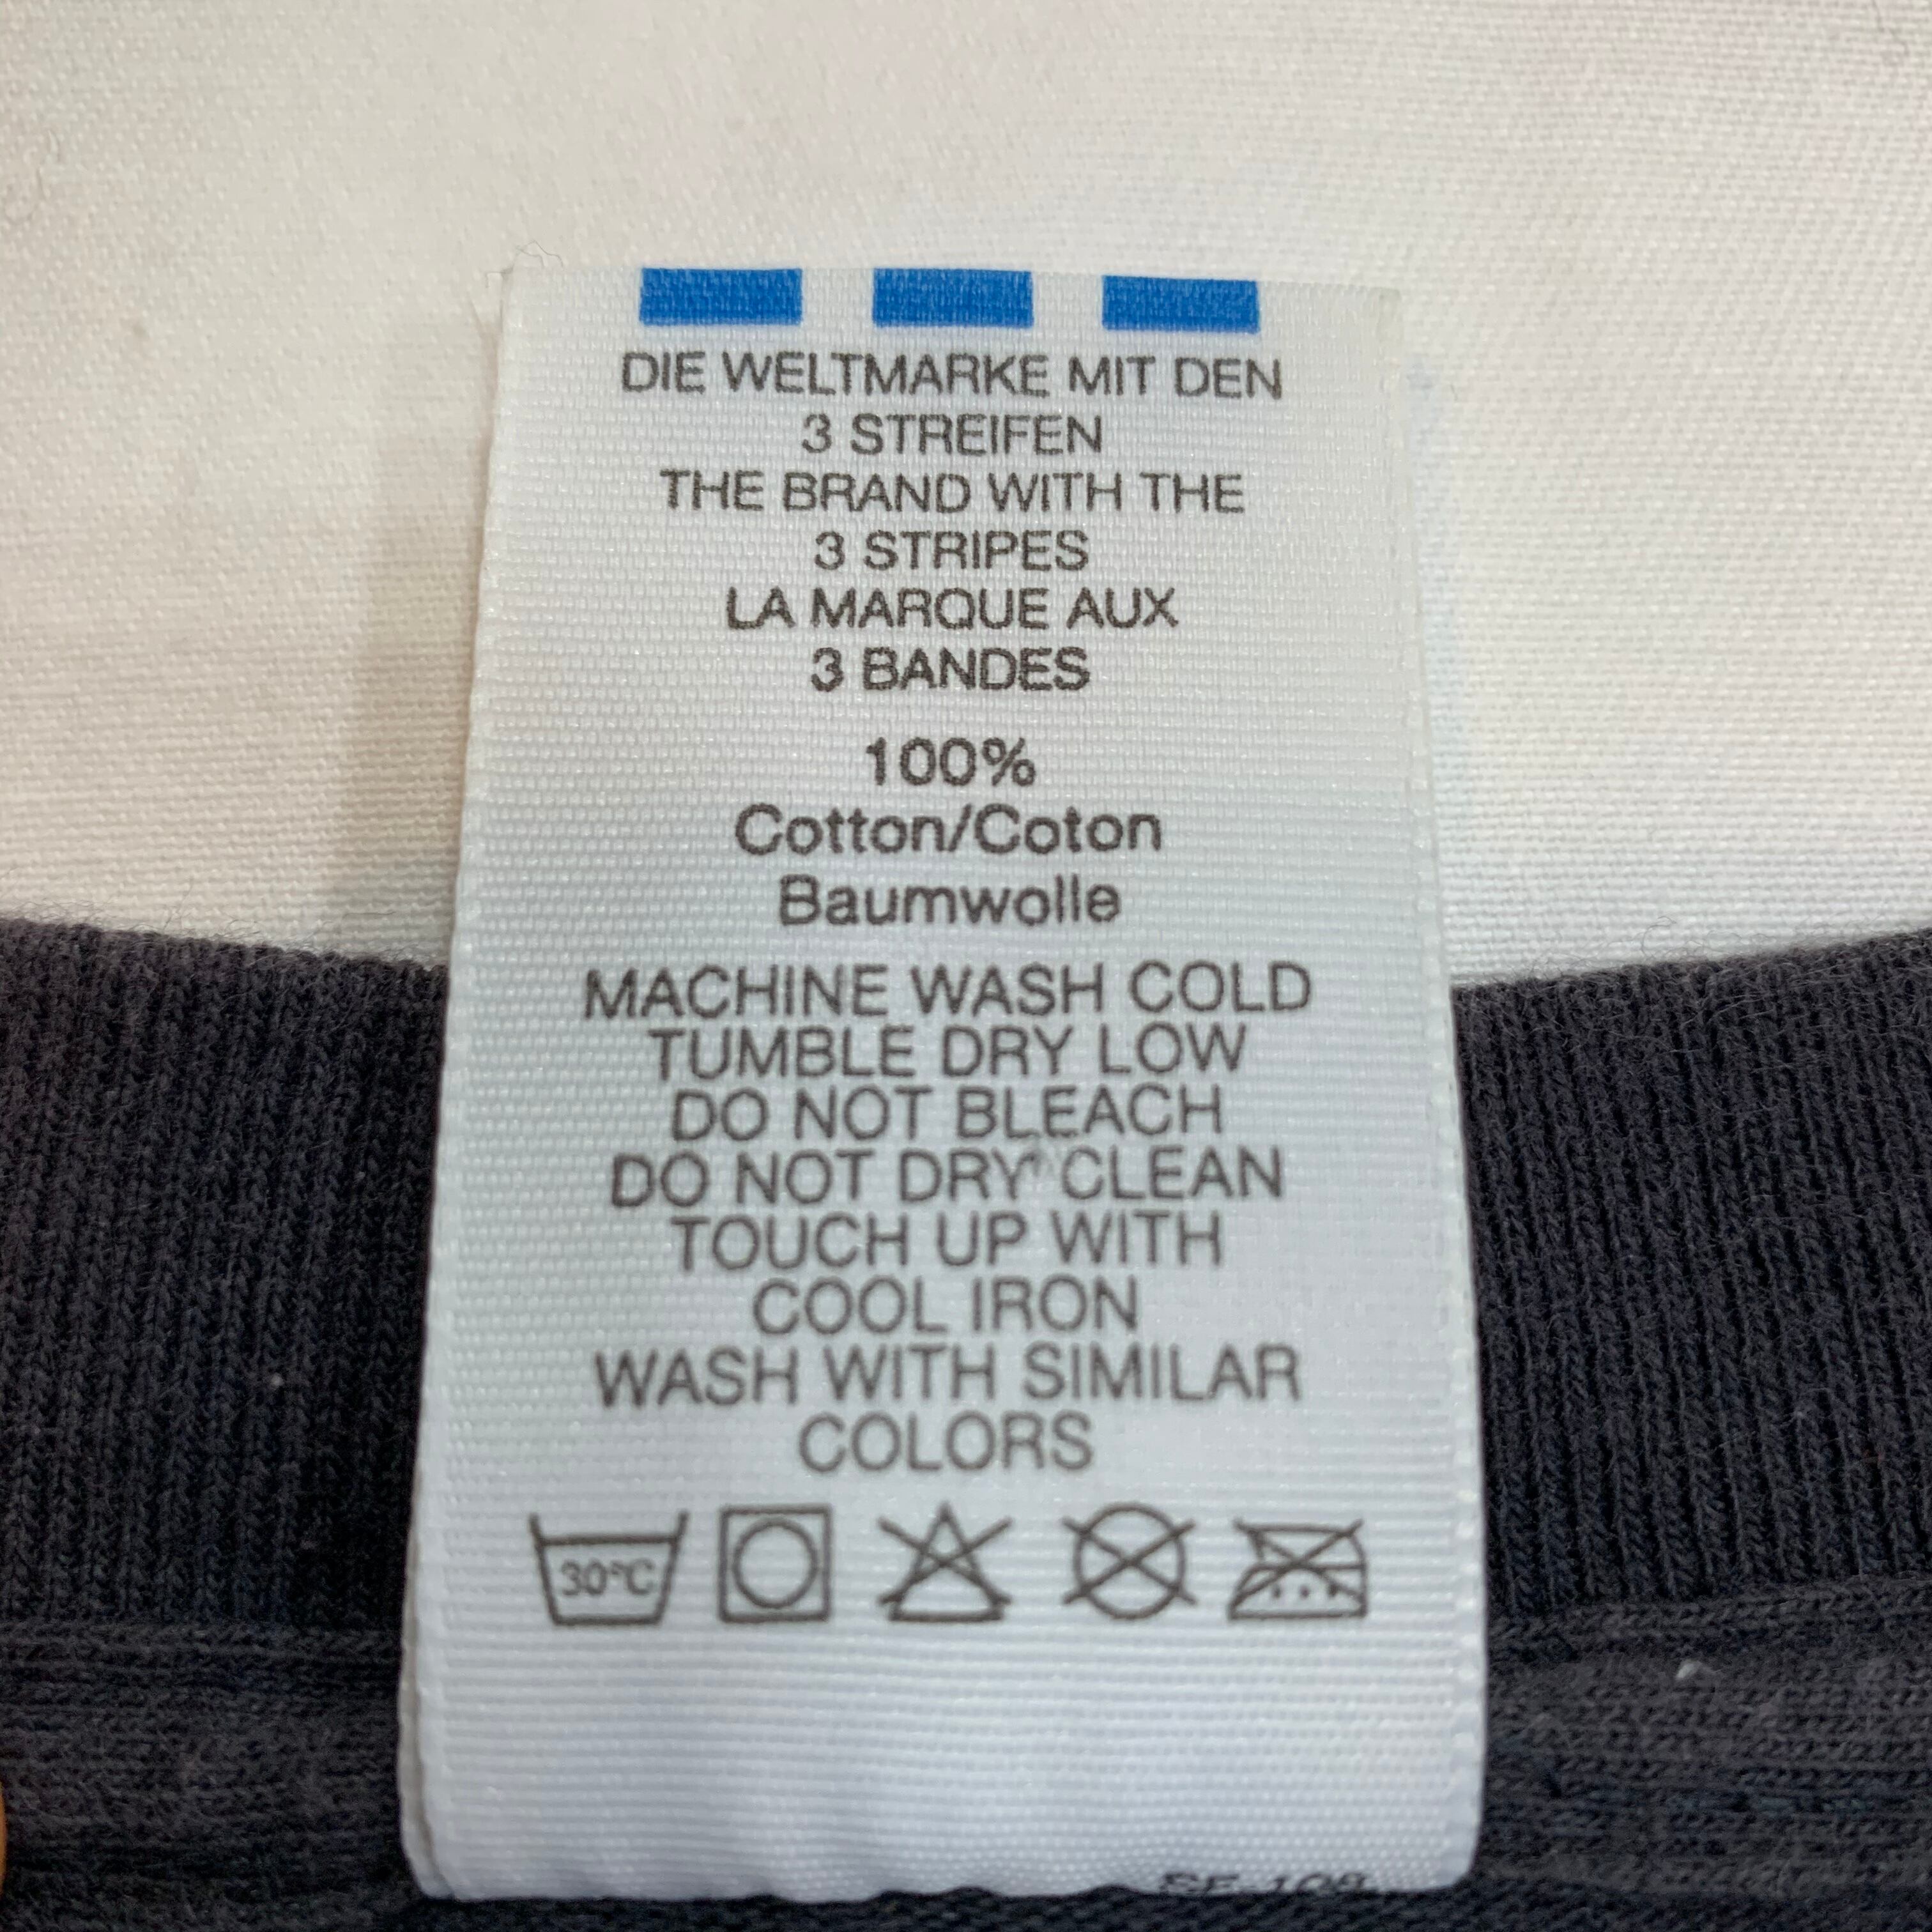 DIE WELTMARKE MIT DEN
3 STREIFEN
THE BRAND WITH THE
3 STRIPES
LA MARQUE AUX
3 BANDES
100%
Cotton/Coton
Baumwolle
MACHINE WASH COLD
TUMBLE DRY LOW
DO NOT BLEACH
DO NOT DRY CLEAN
TOUCH UP WITH
COOL IRON
WASH WITH SIMILAR
COLORS
30°C